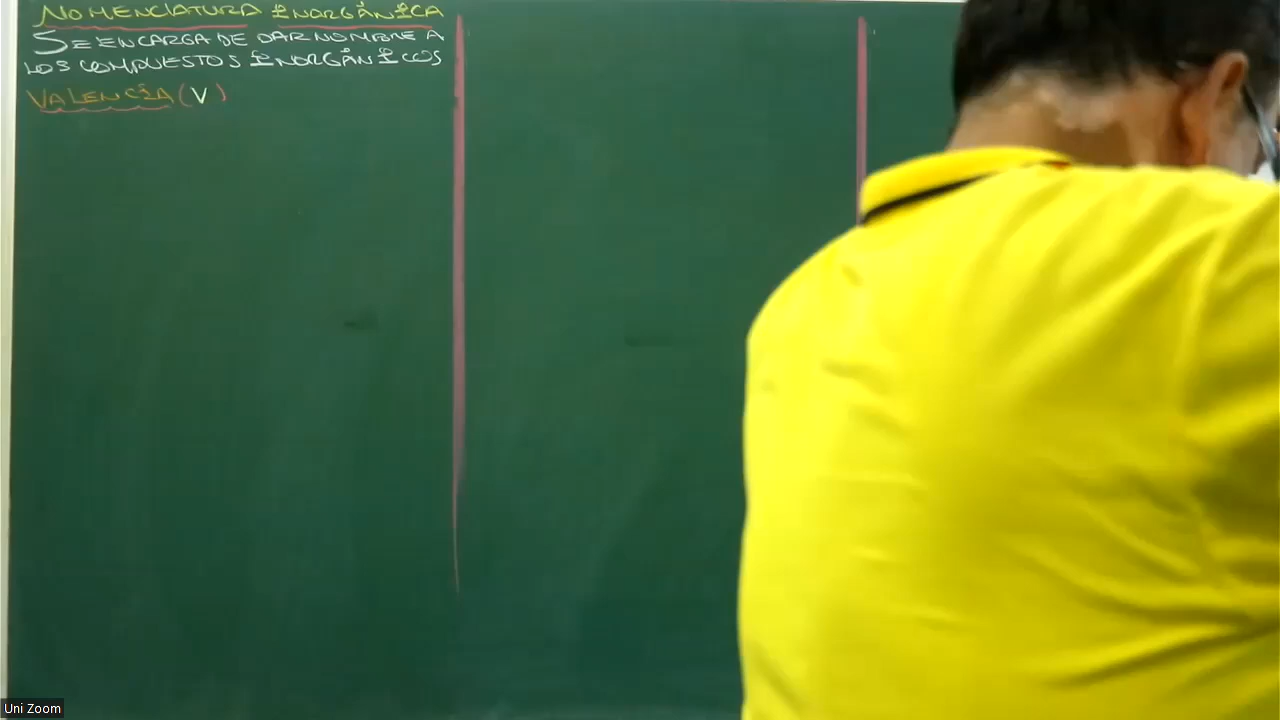 NOMENCLATURA INORGÁNICA
SE ENCARGA DE DAR NOMBRE A
LOS COMPUESTOS INORGÁNICOS
VALENCIA (V)
Uni Zoom